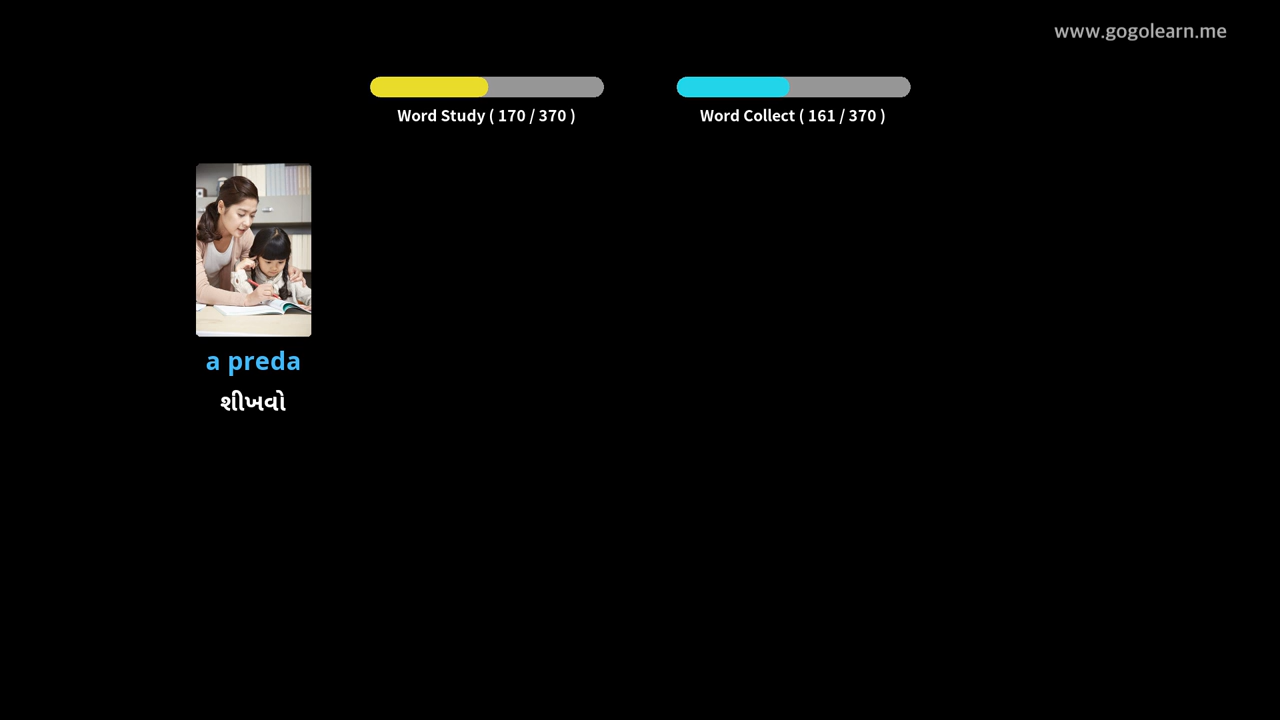 www.gogolearn.me
Word Study ( 170 / 370 )
Word Collect ( 161 / 370 )
a preda
શીખવો